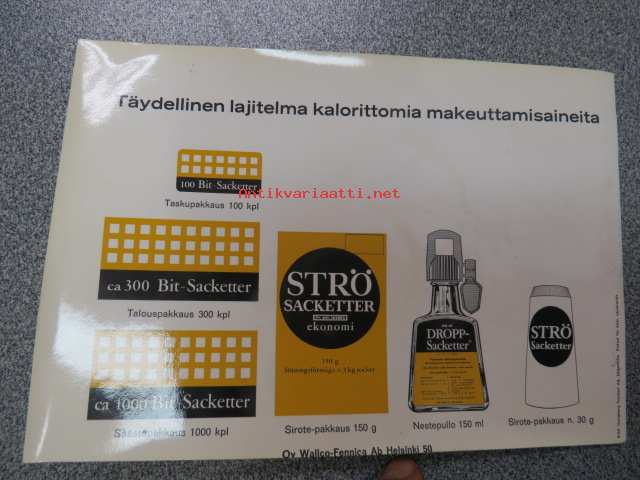 Täydellinen lajitelma kalorittomia makeuttamisaineita
Antikvariaatti.net
100 Bit-Sacketter
Taskupakkaus 100 kpl
ca 300 Bit-Sacketter
Talouspakkaus 300 kpl
ca 1000 Bit-Sacketter
Säästöpakkaus 1000 kpl
STRÖ
SACKETTER
ekonomi
150 g
Sirote-pakkaus 150 g
DROPP-
Sacketter
Nestepullo 150 ml
STRÖ
SACKETTER
Sirote-pakkaus n. 30 g
Oy Wallco-Fennica Ab Helsinki 50